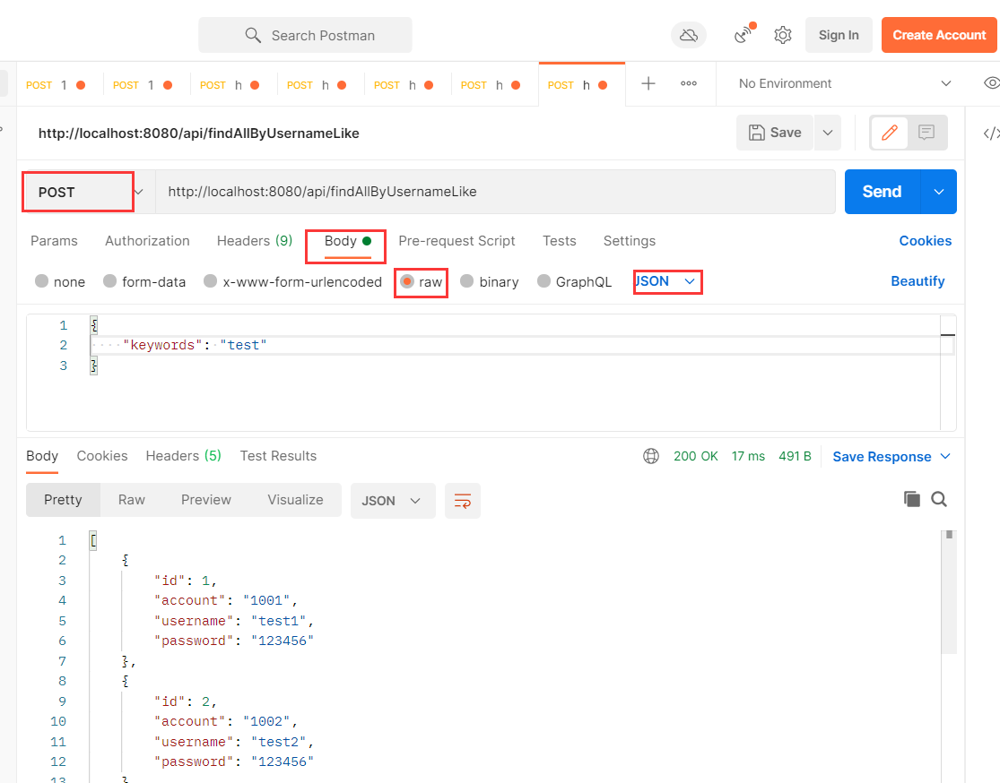 Search Postman
Sign In
Create Account
POST 1
POST 1
POST h
POST h
POST h
POST h
POST h
No Environment
http://localhost:8080/api/findAllByUsernameLike
Save
POST
http://localhost:8080/api/findAllByUsernameLike
Send
Params Authorization Headers (9) Body Pre-request Script Tests Settings Cookies
none form-data x-www-form-urlencoded raw binary GraphQL JSON Beautify
1 {
2 "keywords": "test"
3 }
Body Cookies Headers (5) Test Results 200 OK 17 ms 491 B Save Response
Pretty Raw Preview Visualize JSON
1 [
2 {
3 "id": 1,
4 "account": "1001",
5 "username": "test1",
6 "password": "123456"
7 },
8 {
9 "id": 2,
10 "account": "1002",
11 "username": "test2",
12 "password": "123456"
13 }